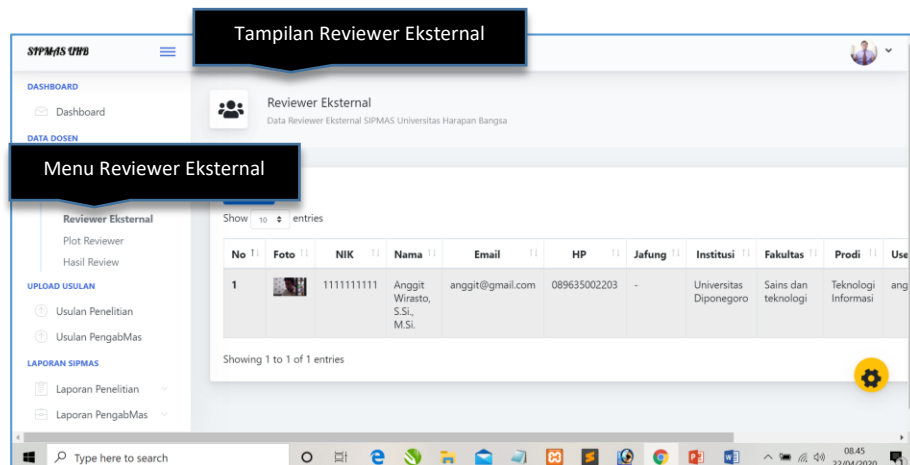 Tampilan Reviewer Eksternal
SIPMAS UHB
DASHBOARD
Dashboard
DATA DOSEN
Menu Reviewer Eksternal
Reviewer Eksternal
Plot Reviewer
Hasil Review
UPLOAD USULAN
Usulan Penelitian
Usulan PengabMas
LAPORAN SIPMAS
Laporan Penelitian
Laporan PengabMas
Reviewer Eksternal
Data Reviewer Eksternal SIPMAS Universitas Harapan Bangsa
Show 10 entries
No Foto NIK Nama Email HP Jafung Institusi Fakultas Prodi Use
1 1111111111 Anggit Wirasto, S.Si., M.Si. anggit@gmail.com 089635002203 - Universitas Diponegoro Sains dan teknologi Teknologi Informasi ang
Showing 1 to 1 of 1 entries
Type here to search
08.45
22/04/2020